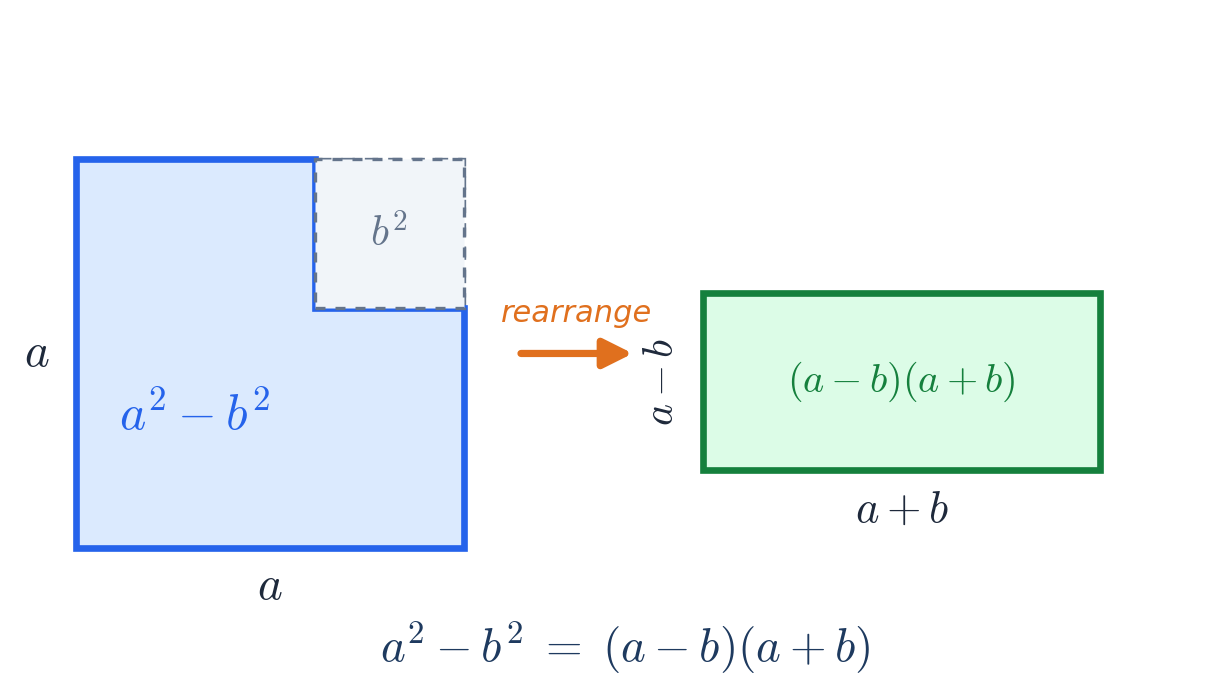 b²
rearrange
a
a − b
(a − b)(a + b)
a² − b²
a + b
a
a² − b² = (a − b)(a + b)